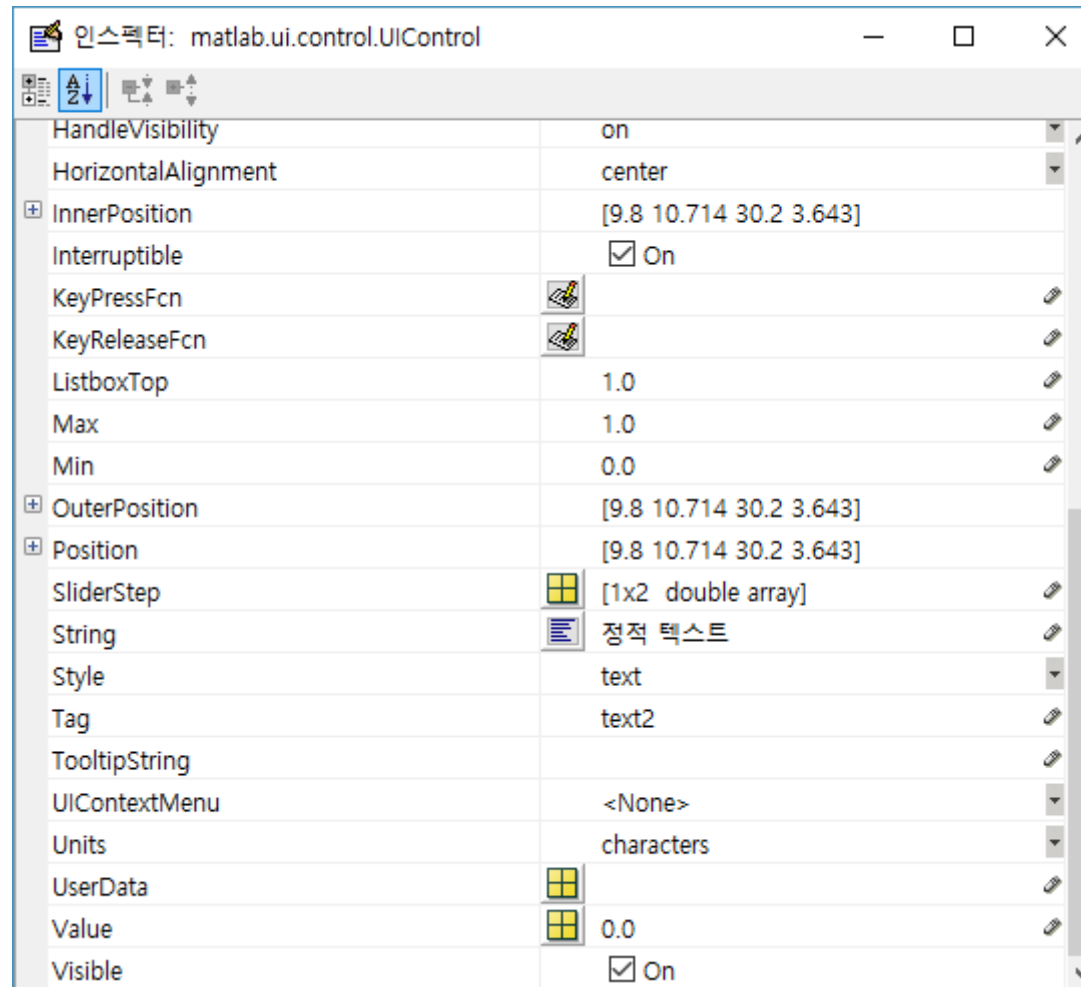 인스펙터: matlab.ui.control.UIControl
HandleVisibility on
HorizontalAlignment center
InnerPosition [9.8 10.714 30.2 3.643]
Interruptible On
KeyPressFcn
KeyReleaseFcn
ListboxTop 1.0
Max 1.0
Min 0.0
OuterPosition [9.8 10.714 30.2 3.643]
Position [9.8 10.714 30.2 3.643]
SliderStep [1x2 double array]
String 정적 텍스트
Style text
Tag text2
TooltipString
UIContextMenu <None>
Units characters
UserData
Value 0.0
Visible On